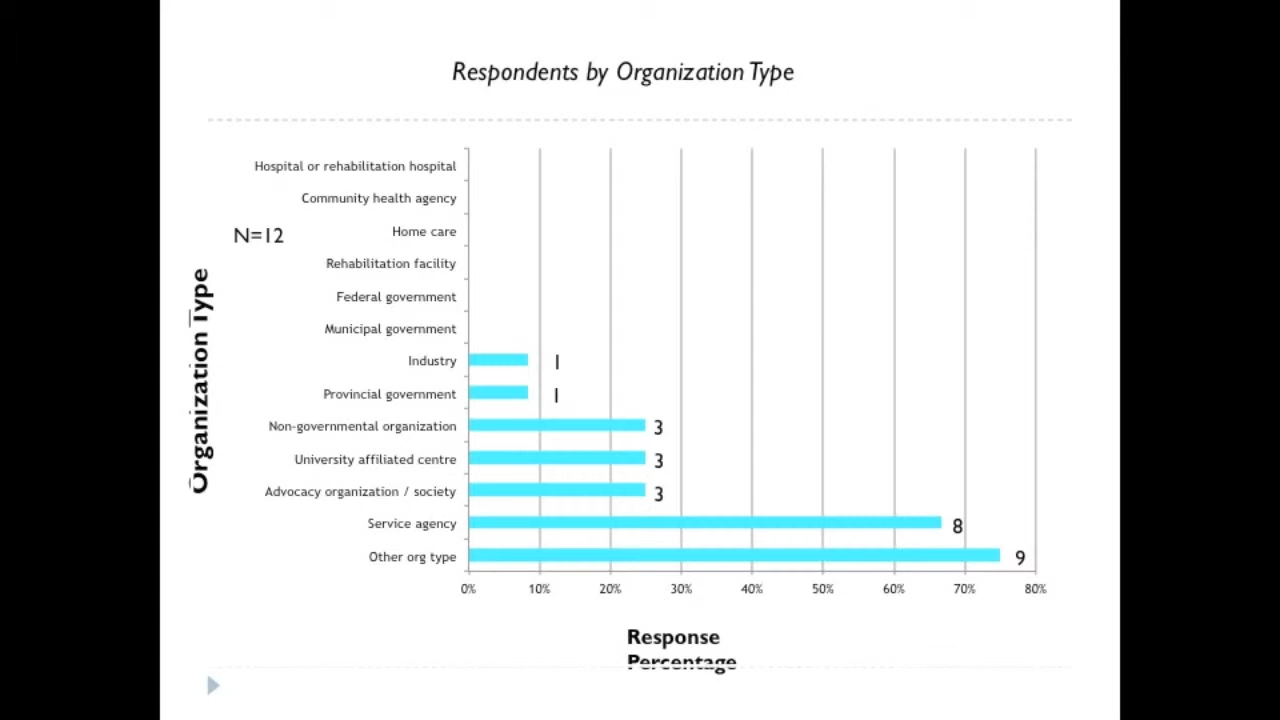 Respondents by Organization Type
Hospital or rehabilitation hospital
Community health agency
N=12
Home care
Rehabilitation facility
Federal government
Municipal government
Industry 1
Provincial government 1
Non-governmental organization 3
University affiliated centre 3
Advocacy organization / society 3
Service agency 8
Other org type 9
Organization Type
0% 10% 20% 30% 40% 50% 60% 70% 80%
Response
Percentage